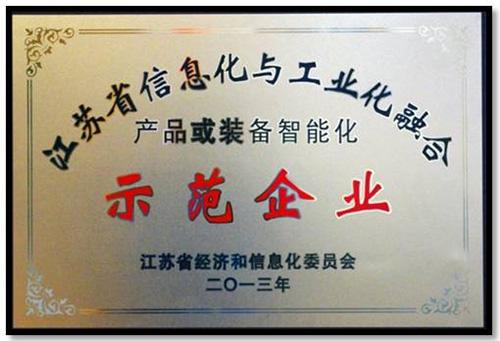 江苏省信息化与工业化融合
产品或装备智能化
示范企业
江苏省经济和信息化委员会
二〇一三年